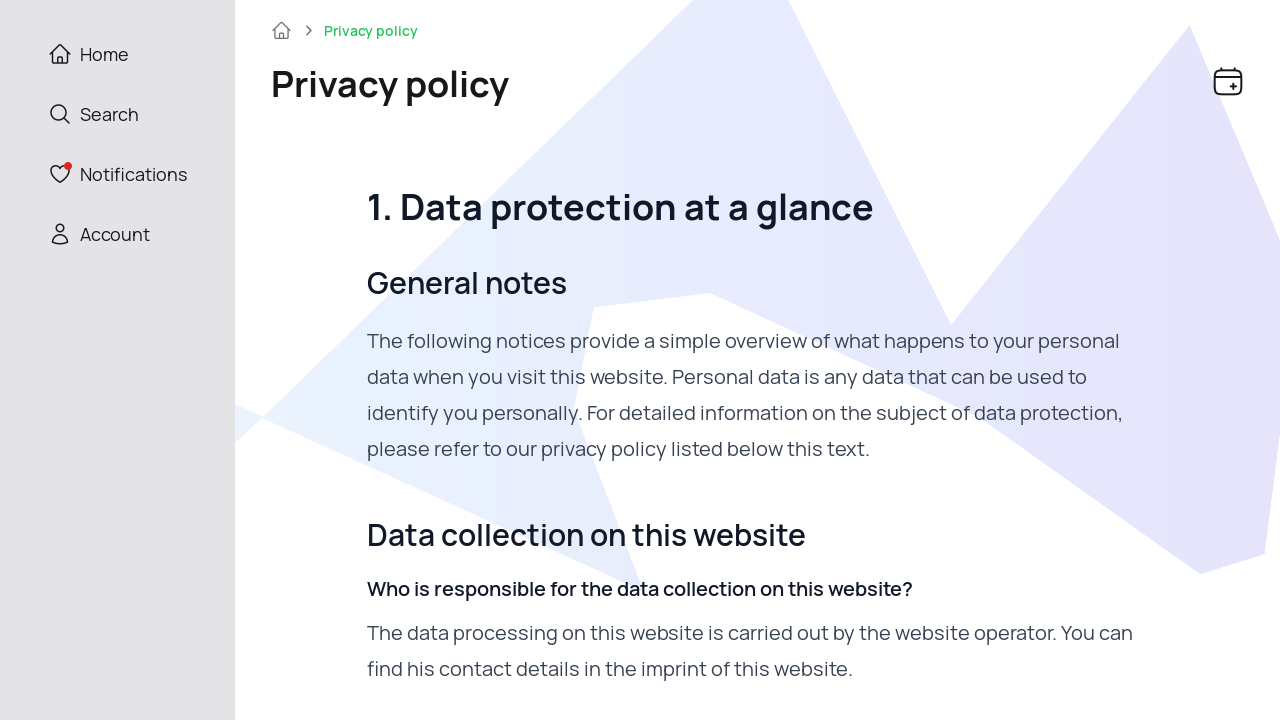 Home
Search
Notifications
Account
Privacy policy
Privacy policy
1. Data protection at a glance
General notes
The following notices provide a simple overview of what happens to your personal
data when you visit this website. Personal data is any data that can be used to
identify you personally. For detailed information on the subject of data protection,
please refer to our privacy policy listed below this text.
Data collection on this website
Who is responsible for the data collection on this website?
The data processing on this website is carried out by the website operator. You can
find his contact details in the imprint of this website.